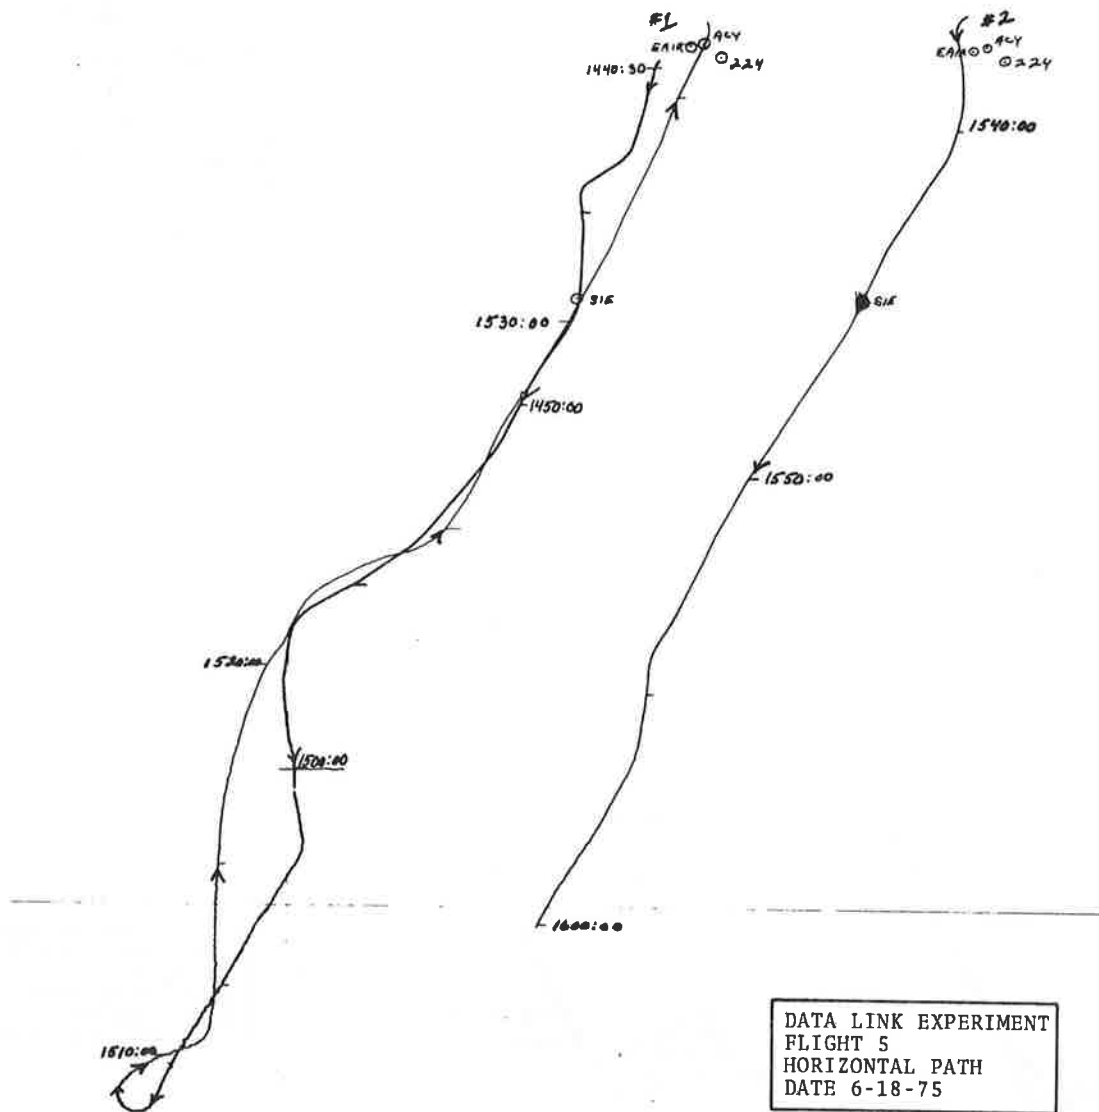 #1
EAIR ACY
224
1440:30
SIE
1530:00
1450:00
1520:00
1500:00
1510:00
#2
EAIR ACY
224
1540:00
SIE
1550:00
1600:00
DATA LINK EXPERIMENT
FLIGHT 5
HORIZONTAL PATH
DATE 6-18-75